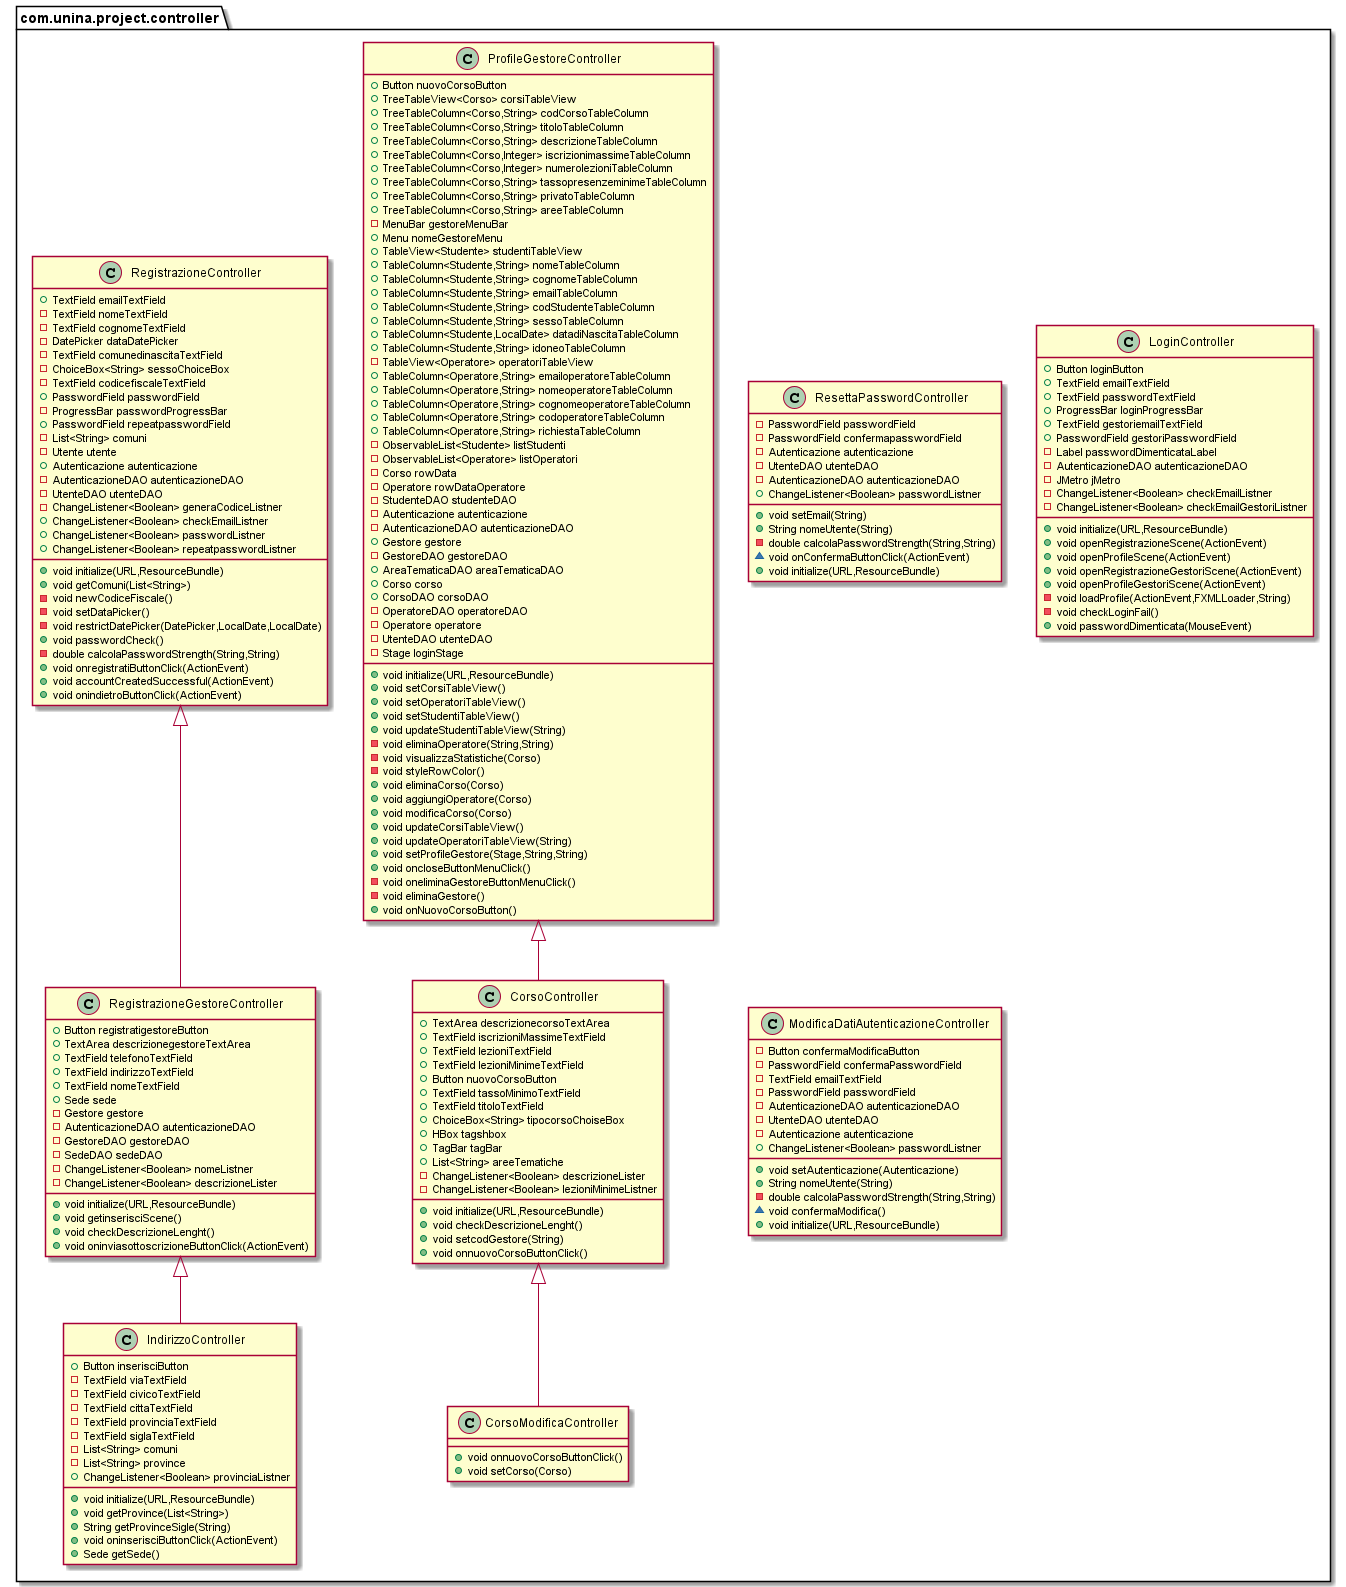 com.unina.project.controller
ProfileGestoreController
Button nuovoCorsoButton
TreeTableView<Corso> corsiTableView
TreeTableColumn<Corso,String> codCorsoTableColumn
TreeTableColumn<Corso,String> titoloTableColumn
TreeTableColumn<Corso,String> descrizioneTableColumn
TreeTableColumn<Corso,Integer> iscrizionimassimeTableColumn
TreeTableColumn<Corso,Integer> numerolezioniTableColumn
TreeTableColumn<Corso,String> tassopresenzeminimeTableColumn
TreeTableColumn<Corso,String> privatoTableColumn
TreeTableColumn<Corso,String> areeTableColumn
MenuBar gestoreMenuBar
Menu nomeGestoreMenu
TableView<Studente> studentiTableView
TableColumn<Studente,String> nomeTableColumn
TableColumn<Studente,String> cognomeTableColumn
TableColumn<Studente,String> emailTableColumn
TableColumn<Studente,String> codStudenteTableColumn
TableColumn<Studente,String> sessoTableColumn
TableColumn<Studente,LocalDate> datadiNascitaTableColumn
TableColumn<Studente,String> idoneoTableColumn
TableView<Operatore> operatoriTableView
TableColumn<Operatore,String> emailoperatoreTableColumn
TableColumn<Operatore,String> nomeoperatoreTableColumn
TableColumn<Operatore,String> cognomeoperatoreTableColumn
TableColumn<Operatore,String> codoperatoreTableColumn
TableColumn<Operatore,String> richiestaTableColumn
ObservableList<Studente> listStudenti
ObservableList<Operatore> listOperatori
Corso rowData
Operatore rowDataOperatore
StudenteDAO studenteDAO
Autenticazione autenticazione
AutenticazioneDAO autenticazioneDAO
Gestore gestore
GestoreDAO gestoreDAO
AreaTematicaDAO areaTematicaDAO
Corso corso
CorsoDAO corsoDAO
OperatoreDAO operatoreDAO
Operatore operatore
UtenteDAO utenteDAO
Stage loginStage
void initialize(URL,ResourceBundle)
void setCorsiTableView()
void setOperatoriTableView()
void setStudentiTableView()
void updateStudentiTableView(String)
void eliminaOperatore(String,String)
void visualizzaStatistiche(Corso)
void styleRowColor()
void eliminaCorso(Corso)
void aggiungiOperatore(Corso)
void modificaCorso(Corso)
void updateCorsiTableView()
void updateOperatoriTableView(String)
void setProfileGestore(Stage,String,String)
void oncloseButtonMenuClick()
void oneliminaGestoreButtonMenuClick()
void eliminaGestore()
void onNuovoCorsoButton()
RegistrazioneController
TextField emailTextField
TextField nomeTextField
TextField cognomeTextField
DatePicker dataDatePicker
TextField comunedinascitaTextField
ChoiceBox<String> sessoChoiceBox
TextField codicefiscaleTextField
PasswordField passwordField
ProgressBar passwordProgressBar
PasswordField repeatpasswordField
List<String> comuni
Utente utente
Autenticazione autenticazione
AutenticazioneDAO autenticazioneDAO
UtenteDAO utenteDAO
ChangeListener<Boolean> generaCodiceListner
ChangeListener<Boolean> checkEmailListner
ChangeListener<Boolean> passwordListner
ChangeListener<Boolean> repeatpasswordListner
void initialize(URL,ResourceBundle)
void getComuni(List<String>)
void newCodiceFiscale()
void setDataPicker()
void restrictDatePicker(DatePicker,LocalDate,LocalDate)
void passwordCheck()
double calcolaPasswordStrength(String,String)
void onregistratiButtonClick(ActionEvent)
void accountCreatedSuccessful(ActionEvent)
void onindietroButtonClick(ActionEvent)
ResettaPasswordController
PasswordField passwordField
PasswordField confermapasswordField
Autenticazione autenticazione
UtenteDAO utenteDAO
AutenticazioneDAO autenticazioneDAO
ChangeListener<Boolean> passwordListner
void setEmail(String)
String nomeUtente(String)
double calcolaPasswordStrength(String,String)
void onConfermaButtonClick(ActionEvent)
void initialize(URL,ResourceBundle)
LoginController
Button loginButton
TextField emailTextField
TextField passwordTextField
ProgressBar loginProgressBar
TextField gestoriemailTextField
PasswordField gestoriPasswordField
Label passwordDimenticataLabel
AutenticazioneDAO autenticazioneDAO
JMetro jMetro
ChangeListener<Boolean> checkEmailListner
ChangeListener<Boolean> checkEmailGestoriListner
void initialize(URL,ResourceBundle)
void openRegistrazioneScene(ActionEvent)
void openProfileScene(ActionEvent)
void openRegistrazioneGestoriScene(ActionEvent)
void openProfileGestoriScene(ActionEvent)
void loadProfile(ActionEvent,FXMLLoader,String)
void checkLoginFail()
void passwordDimenticata(MouseEvent)
RegistrazioneGestoreController
Button registratigestoreButton
TextArea descrizionegestoreTextArea
TextField telefonoTextField
TextField indirizzoTextField
TextField nomeTextField
Sede sede
Gestore gestore
AutenticazioneDAO autenticazioneDAO
GestoreDAO gestoreDAO
SedeDAO sedeDAO
ChangeListener<Boolean> nomeListner
ChangeListener<Boolean> descrizioneLister
void initialize(URL,ResourceBundle)
void getinserisciScene()
void checkDescrizioneLenght()
void oninviasottoscrizioneButtonClick(ActionEvent)
CorsoController
TextArea descrizionecorsoTextArea
TextField iscrizioniMassimeTextField
TextField lezioniTextField
TextField lezioniMinimeTextField
Button nuovoCorsoButton
TextField tassoMinimoTextField
TextField titoloTextField
ChoiceBox<String> tipocorsoChoiseBox
HBox tagshbox
TagBar tagBar
List<String> areeTematiche
ChangeListener<Boolean> descrizioneLister
ChangeListener<Boolean> lezioniMinimeListner
void initialize(URL,ResourceBundle)
void checkDescrizioneLenght()
void setcodGestore(String)
void onnuovoCorsoButtonClick()
ModificaDatiAutenticazioneController
Button confermaModificaButton
PasswordField confermaPasswordField
TextField emailTextField
PasswordField passwordField
AutenticazioneDAO autenticazioneDAO
UtenteDAO utenteDAO
Autenticazione autenticazione
ChangeListener<Boolean> passwordListner
void setAutenticazione(Autenticazione)
String nomeUtente(String)
double calcolaPasswordStrength(String,String)
void confermaModifica()
void initialize(URL,ResourceBundle)
IndirizzoController
Button inserisciButton
TextField viaTextField
TextField civicoTextField
TextField cittaTextField
TextField provinciaTextField
TextField siglaTextField
List<String> comuni
List<String> province
ChangeListener<Boolean> provinciaListner
void initialize(URL,ResourceBundle)
void getProvince(List<String>)
String getProvinceSigle(String)
void oninserisciButtonClick(ActionEvent)
Sede getSede()
CorsoModificaController
void onnuovoCorsoButtonClick()
void setCorso(Corso)